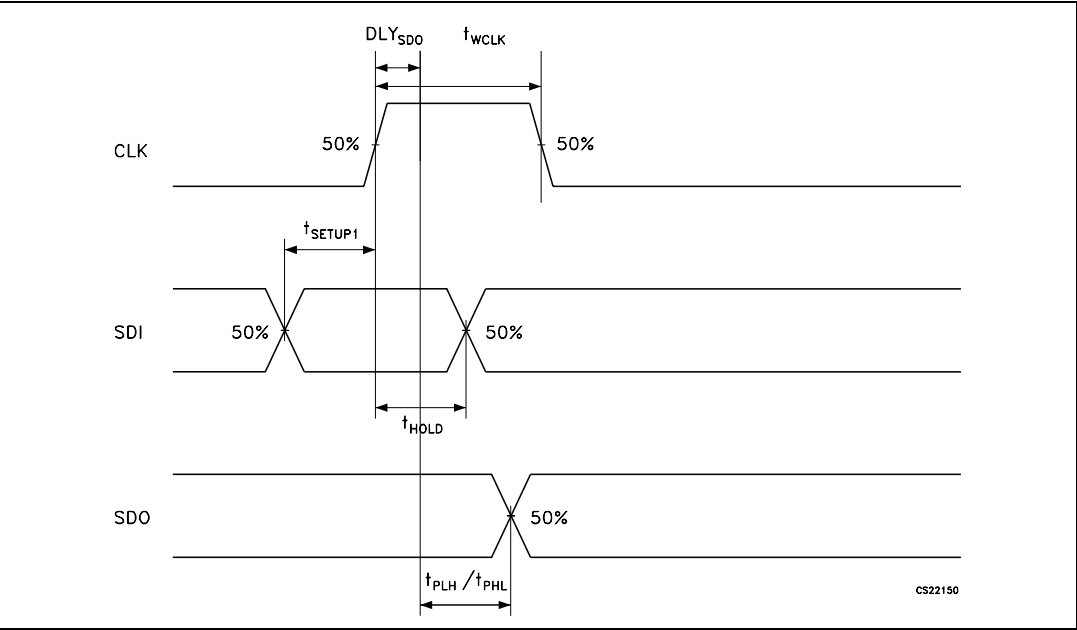 DLYSDO tWCLK
CLK 50% 50%
tSETUP1
SDI 50% 50%
tHOLD
SDO 50%
tPLH /tPHL
CS22150